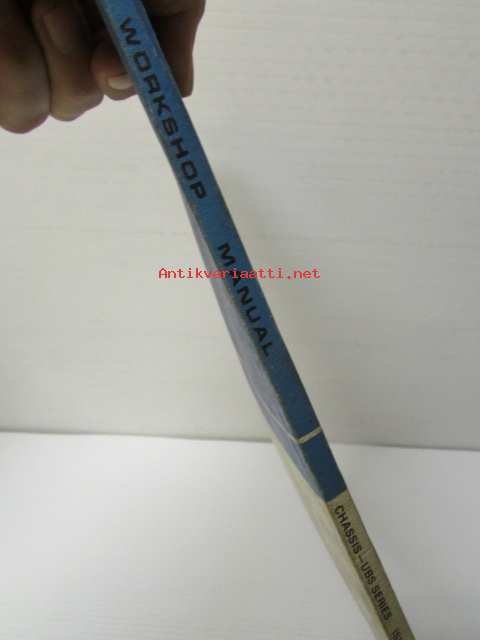 WORKSHOP MANUAL
Antikvariaatti.net
CHASSIS-UBS SERIES